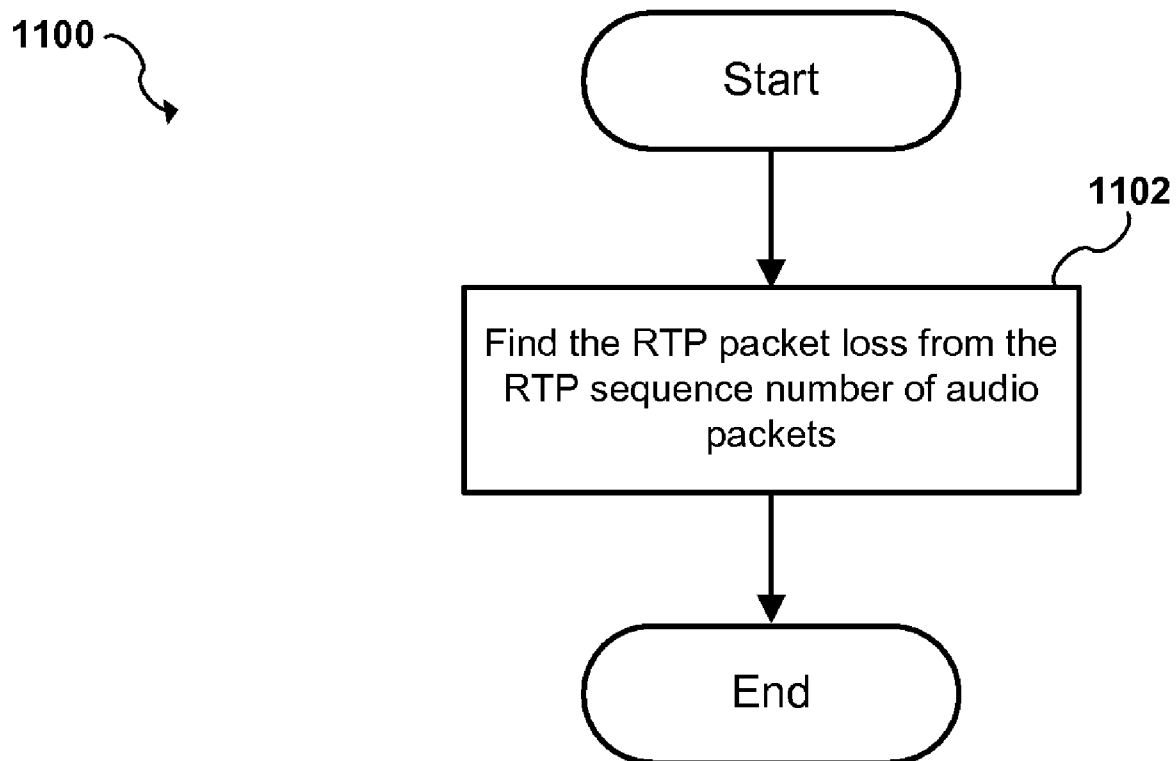 1100
Start
1102
Find the RTP packet loss from the
RTP sequence number of audio
packets
End